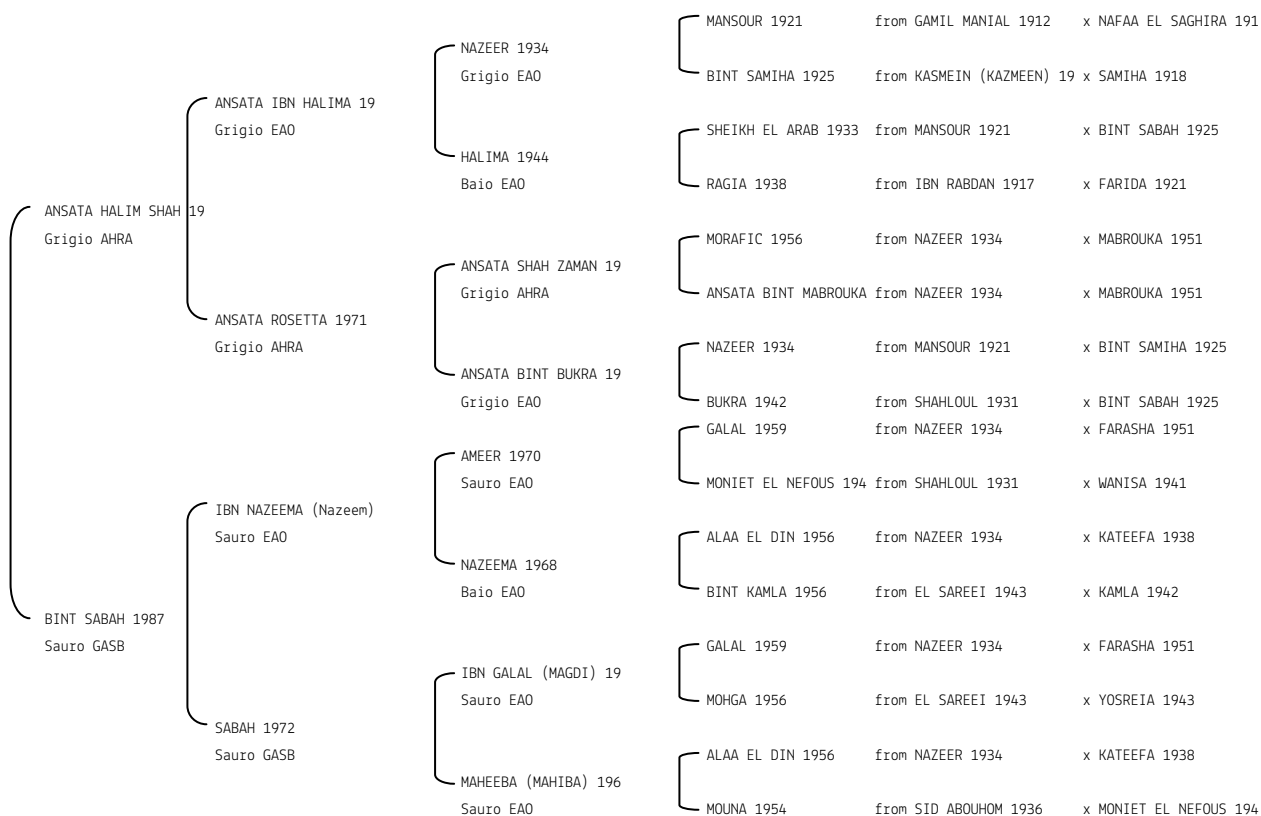 MANSOUR 1921 from GAMIL MANIAL 1912 x NAFAA EL SAGHIRA 191
NAZEER 1934
Grigio EAO BINT SAMIHA 1925 from KASMEIN (KAZMEEN) 19 x SAMIHA 1918
ANSATA IBN HALIMA 19
Grigio EAO SHEIKH EL ARAB 1933 from MANSOUR 1921 x BINT SABAH 1925
HALIMA 1944
Baio EAO RAGIA 1938 from IBN RABDAN 1917 x FARIDA 1921
ANSATA HALIM SHAH 19
Grigio AHRA MORAFIC 1956 from NAZEER 1934 x MABROUKA 1951
ANSATA SHAH ZAMAN 19
Grigio AHRA ANSATA BINT MABROUKA from NAZEER 1934 x MABROUKA 1951
ANSATA ROSETTA 1971
Grigio AHRA NAZEER 1934 from MANSOUR 1921 x BINT SAMIHA 1925
ANSATA BINT BUKRA 19
Grigio EAO BUKRA 1942 from SHAHLOUL 1931 x BINT SABAH 1925
GALAL 1959 from NAZEER 1934 x FARASHA 1951
AMEER 1970
Sauro EAO MONIET EL NEFOUS 194 from SHAHLOUL 1931 x WANISA 1941
IBN NAZEEMA (Nazeem)
Sauro EAO ALAA EL DIN 1956 from NAZEER 1934 x KATEEFA 1938
NAZEEMA 1968
Baio EAO BINT KAMLA 1956 from EL SAREEI 1943 x KAMLA 1942
BINT SABAH 1987
Sauro GASB GALAL 1959 from NAZEER 1934 x FARASHA 1951
IBN GALAL (MAGDI) 19
Sauro EAO MOHGA 1956 from EL SAREEI 1943 x YOSREIA 1943
SABAH 1972
Sauro GASB ALAA EL DIN 1956 from NAZEER 1934 x KATEEFA 1938
MAHEEBA (MAHIBA) 196
Sauro EAO MOUNA 1954 from SID ABOUHOM 1936 x MONIET EL NEFOUS 194